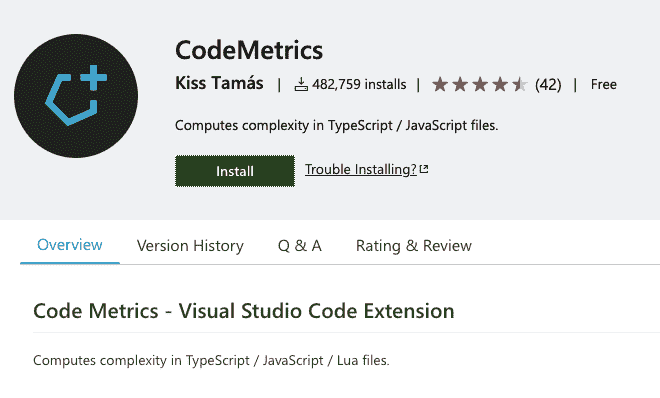 CodeMetrics
Kiss Tamás | 482,759 installs | (42) | Free
Computes complexity in TypeScript / JavaScript files.
Install Trouble Installing?
Overview Version History Q & A Rating & Review
Code Metrics - Visual Studio Code Extension
Computes complexity in TypeScript / JavaScript / Lua files.